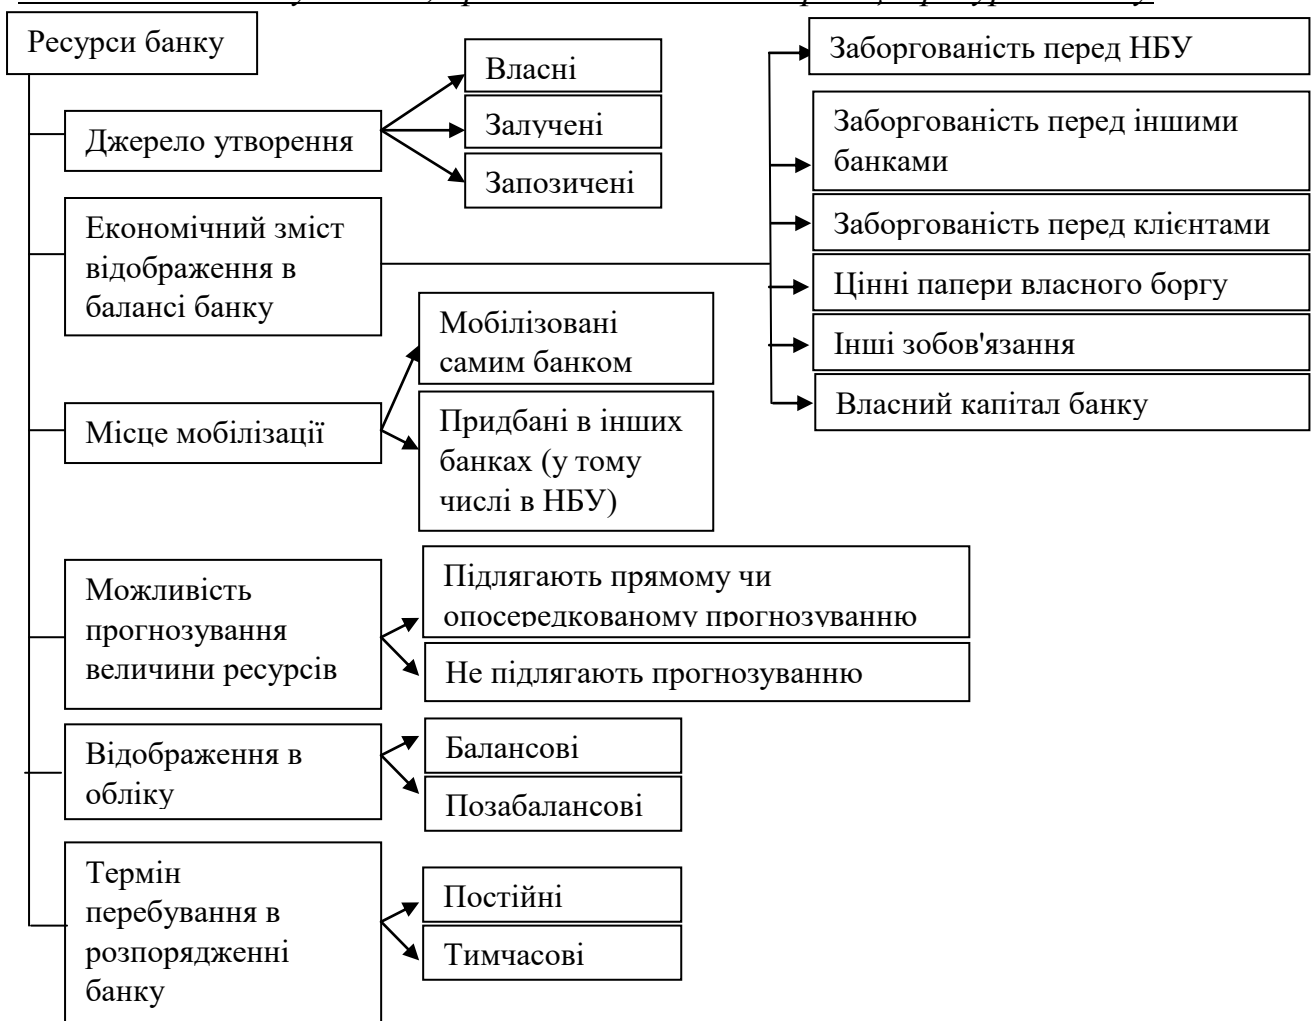 Ресурси банку
Джерело утворення
Власні
Залучені
Запозичені
Економічний зміст
відображення в
балансі банку
Заборгованість перед НБУ
Заборгованість перед іншими
банками
Заборгованість перед клієнтами
Цінні папери власного боргу
Інші зобов'язання
Власний капітал банку
Місце мобілізації
Мобілізовані
самим банком
Придбані в інших
банках (у тому
числі в НБУ)
Можливість
прогнозування
величини ресурсів
Підлягають прямому чи
опосередкованому прогнозуванню
Не підлягають прогнозуванню
Відображення в
обліку
Балансові
Позабалансові
Термін
перебування в
розпорядженні
банку
Постійні
Тимчасові